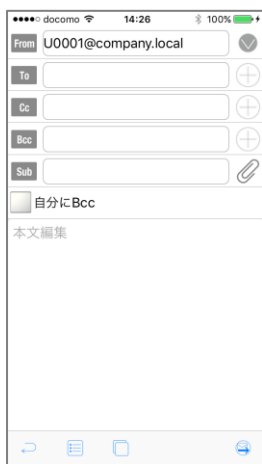 docomo 14:26 100%
From U0001@company.local
To
Cc
Bcc
Sub
自分にBcc
本文編集